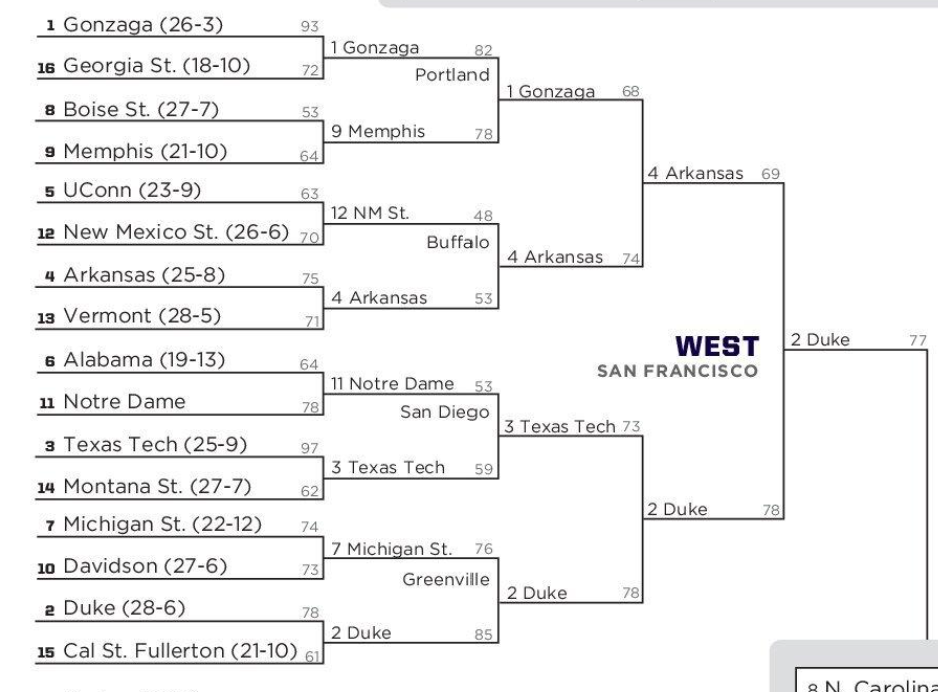 1 Gonzaga (26-3) 93
16 Georgia St. (18-10) 72
8 Boise St. (27-7) 53
9 Memphis (21-10) 64
5 UConn (23-9) 63
12 New Mexico St. (26-6) 70
4 Arkansas (25-8) 75
13 Vermont (28-5) 71
6 Alabama (19-13) 64
11 Notre Dame 78
3 Texas Tech (25-9) 97
14 Montana St. (27-7) 62
7 Michigan St. (22-12) 74
10 Davidson (27-6) 73
2 Duke (28-6) 78
15 Cal St. Fullerton (21-10) 61
1 Gonzaga 82
Portland
9 Memphis 78
12 NM St. 48
Buffalo
4 Arkansas 53
11 Notre Dame 53
San Diego
3 Texas Tech 59
7 Michigan St. 76
Greenville
2 Duke 85
1 Gonzaga 68
4 Arkansas 74
3 Texas Tech 73
2 Duke 78
4 Arkansas 69
2 Duke 78
WEST
SAN FRANCISCO
2 Duke 77
8 N. Carolina